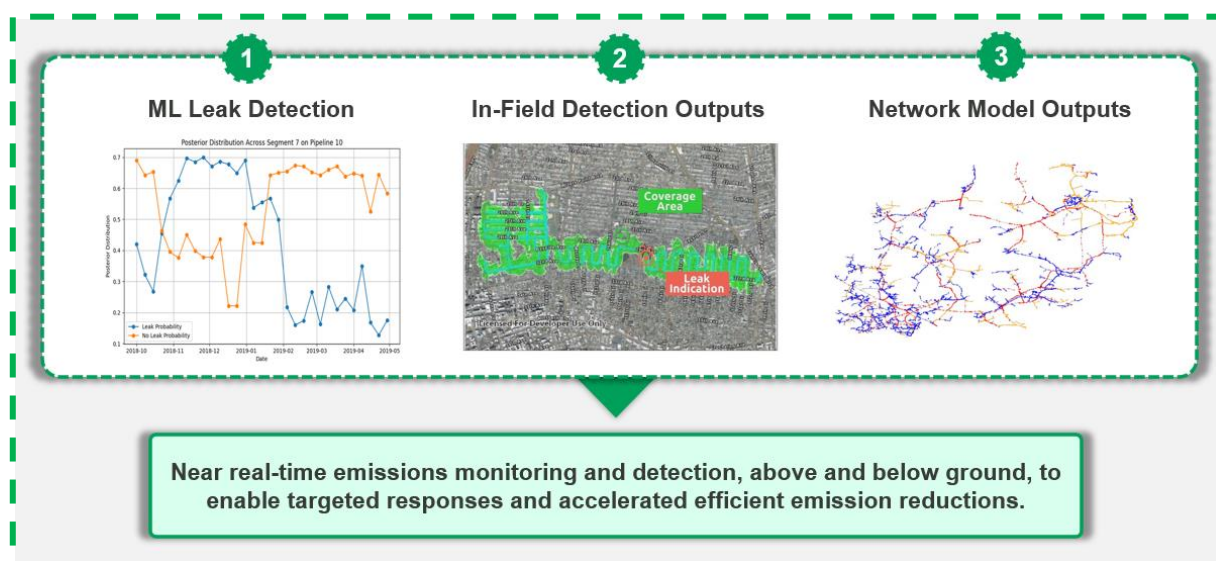 1
2
3
ML Leak Detection
In-Field Detection Outputs
Network Model Outputs
Posterior Distribution Across Segment 7 on Pipeline 10
Posterior Distribution
0.7
0.6
0.5
0.4
0.3
0.2
0.1
Leak Probability
No Leak Probability
2018-10
2018-11
2018-12
2019-01
2019-02
2019-03
2019-04
2019-05
Date
Coverage
Area
Leak
Indication
Licensed For Developer Use Only
Near real-time emissions monitoring and detection, above and below ground, to
enable targeted responses and accelerated efficient emission reductions.